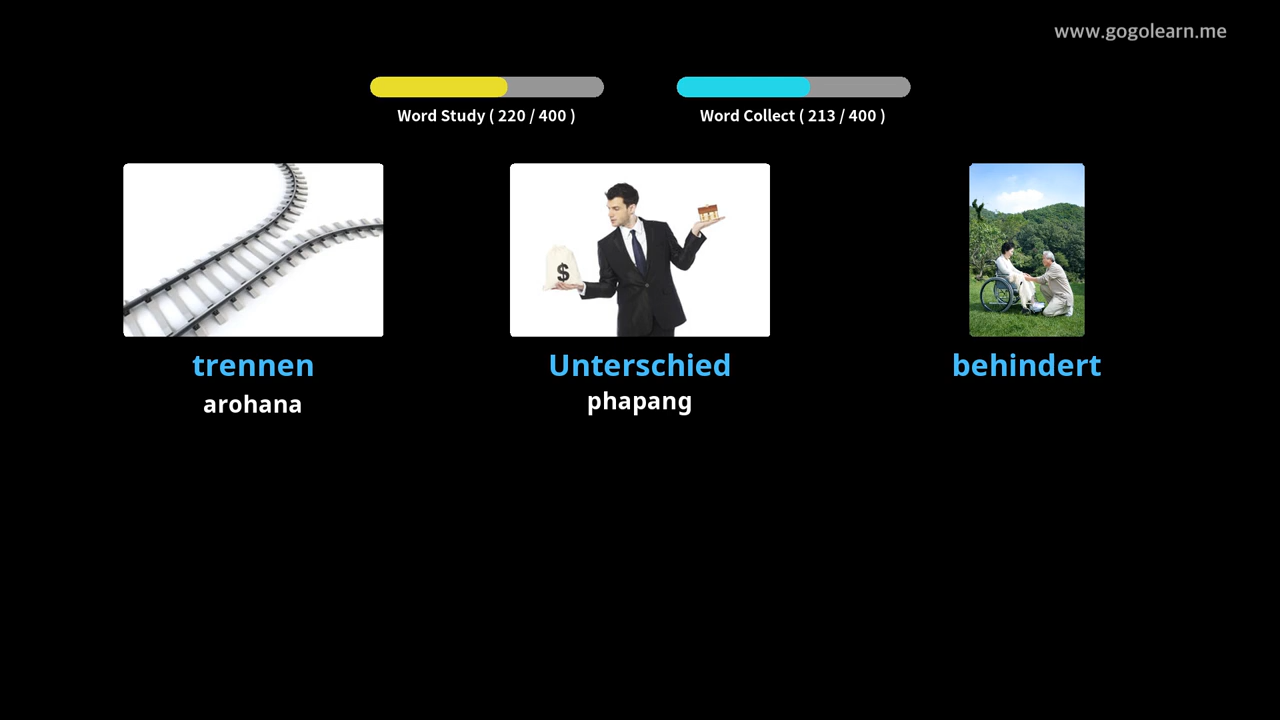 www.gogolearn.me
Word Study ( 220 / 400 )
Word Collect ( 213 / 400 )
$
trennen
arohana
Unterschied
phapang
behindert